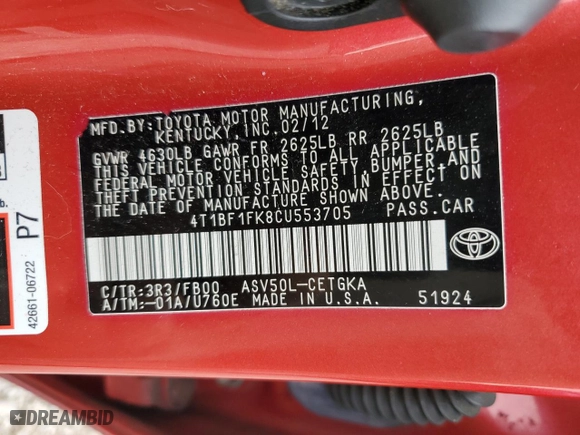 MFD.BY: TOYOTA MOTOR MANUFACTURING,
KENTUCKY, INC. 02/12
GVWR 4630LB GAWR FR 2625LB RR 2625LB
THIS VEHICLE CONFORMS TO ALL APPLICABLE
FEDERAL MOTOR VEHICLE SAFETY, BUMPER, AND
THEFT PREVENTION STANDARDS IN EFFECT ON
THE DATE OF MANUFACTURE SHOWN ABOVE.
4T1BF1FK8CU553705 PASS.CAR
C/TR:3R3/FB00 ASV50L-CETGKA
A/TM:-01A/U760E MADE IN U.S.A. 51924
P7
42661-06722
b.
DREAMBID